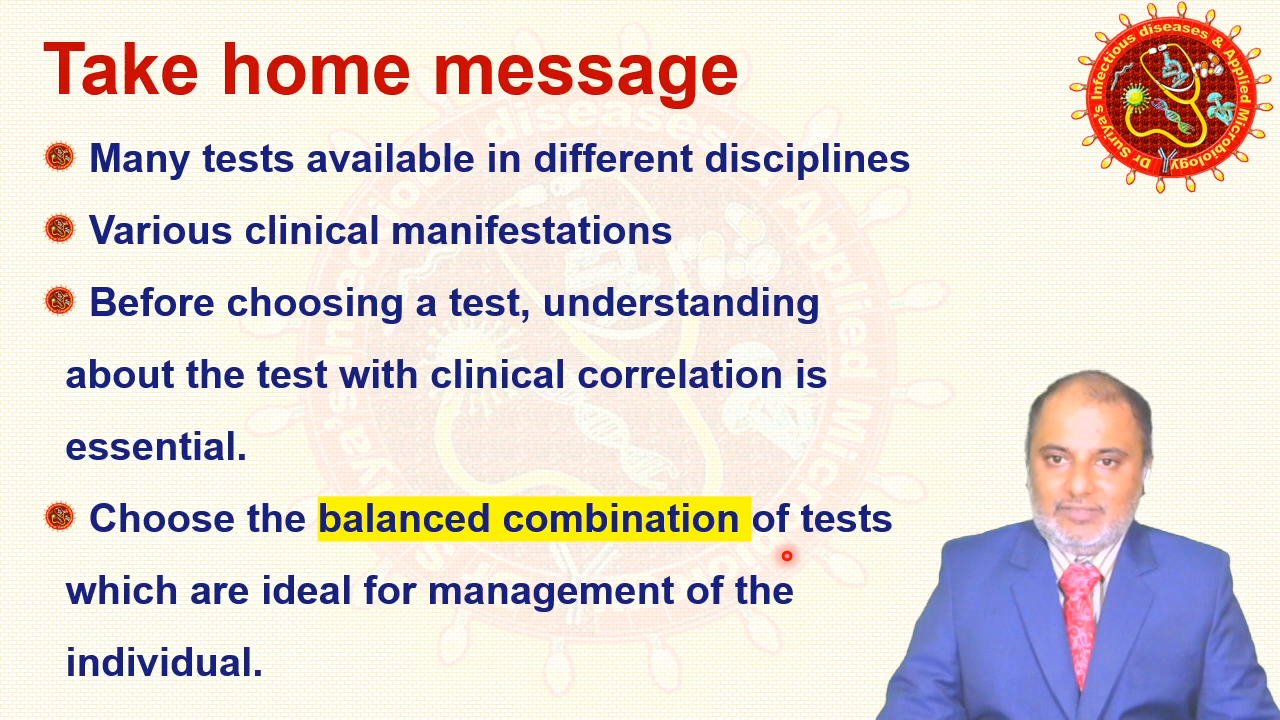 Take home message
Many tests available in different disciplines
Various clinical manifestations
Before choosing a test, understanding
about the test with clinical correlation is
essential.
Choose the balanced combination of tests
which are ideal for management of the
individual.
Dr Suriya's Infectious diseases & Applied Microbiology